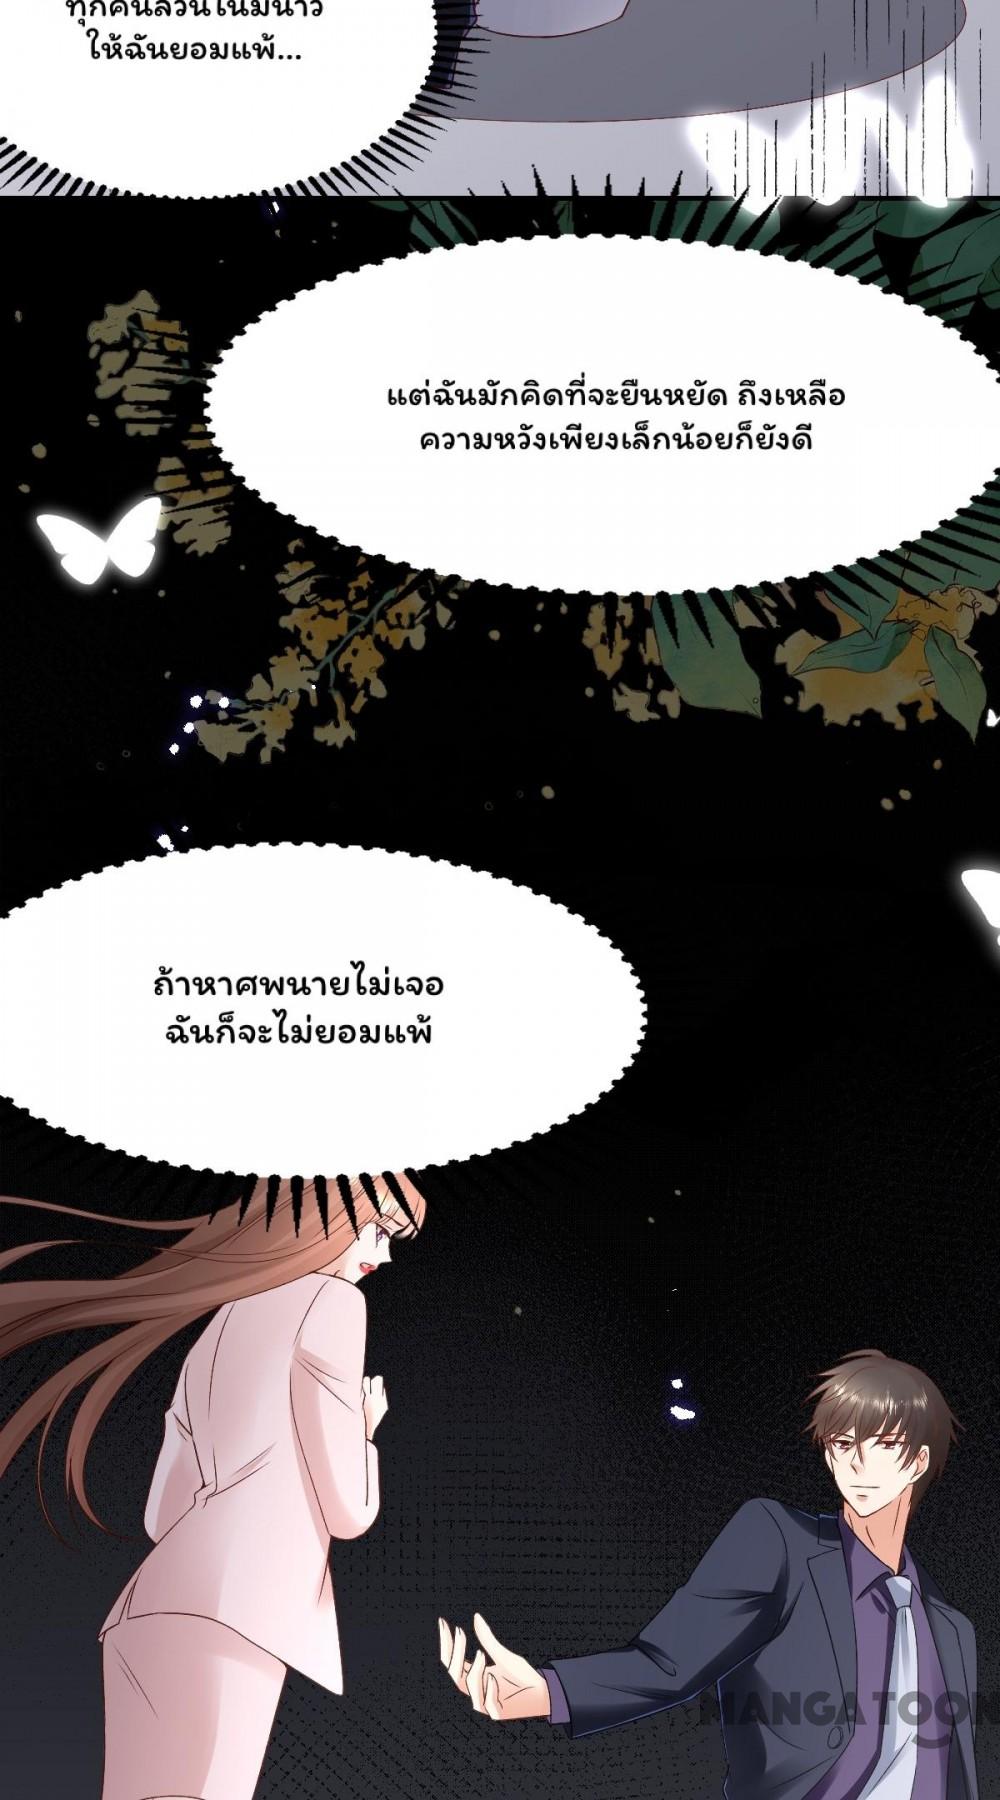 ทุกคนล้วนโน้มน้าว
ให้ฉันยอมแพ้...
แต่ฉันมักคิดที่จะยืนหยัด ถึงเหลือ
ความหวังเพียงเล็กน้อยก็ยังดี
ถ้าหาศพนายไม่เจอ
ฉันก็จะไม่ยอมแพ้
MANGATOON